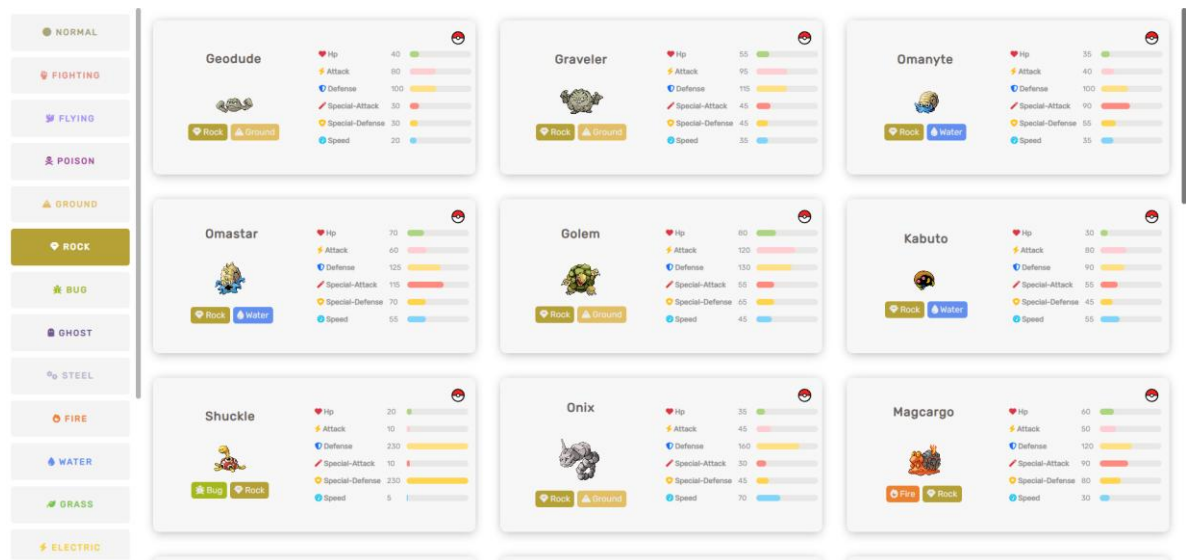 NORMAL
FIGHTING
FLYING
POISON
GROUND
ROCK
BUG
GHOST
STEEL
FIRE
WATER
GRASS
ELECTRIC
Geodude
Rock Ground
Hp 40
Attack 80
Defense 100
Special-Attack 30
Special-Defense 30
Speed 20
Graveler
Rock Ground
Hp 55
Attack 95
Defense 115
Special-Attack 45
Special-Defense 45
Speed 35
Omanyte
Rock Water
Hp 35
Attack 40
Defense 100
Special-Attack 90
Special-Defense 55
Speed 35
Omastar
Rock Water
Hp 70
Attack 60
Defense 125
Special-Attack 115
Special-Defense 70
Speed 55
Golem
Rock Ground
Hp 80
Attack 120
Defense 130
Special-Attack 55
Special-Defense 65
Speed 45
Kabuto
Rock Water
Hp 30
Attack 80
Defense 90
Special-Attack 55
Special-Defense 45
Speed 55
Shuckle
Bug Rock
Hp 20
Attack 10
Defense 230
Special-Attack 10
Special-Defense 230
Speed 5
Onix
Rock Ground
Hp 35
Attack 45
Defense 160
Special-Attack 30
Special-Defense 45
Speed 70
Magcargo
Fire Rock
Hp 60
Attack 50
Defense 120
Special-Attack 90
Special-Defense 80
Speed 30